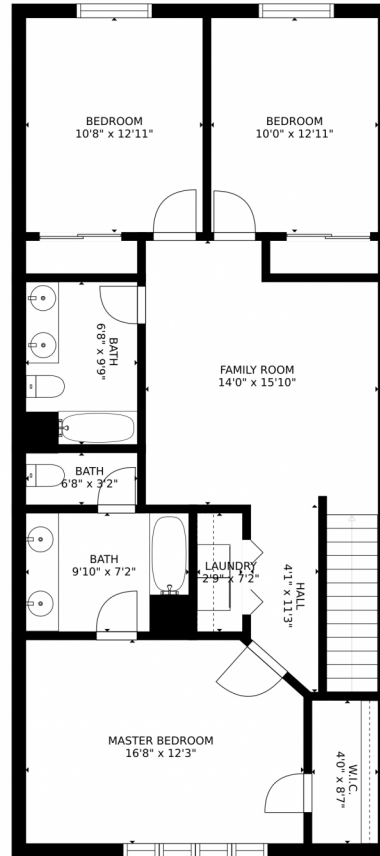 BEDROOM
10'8" x 12'11"
BEDROOM
10'0" x 12'11"
BATH
6'8" x 9'9"
FAMILY ROOM
14'0" x 15'10"
BATH
6'8" x 3'2"
BATH
9'10" x 7'2"
LAUNDRY
2'9" x 7'2"
HALL
4'1" x 11'3"
MASTER BEDROOM
16'8" x 12'3"
W.I.C.
4'0" x 8'7"